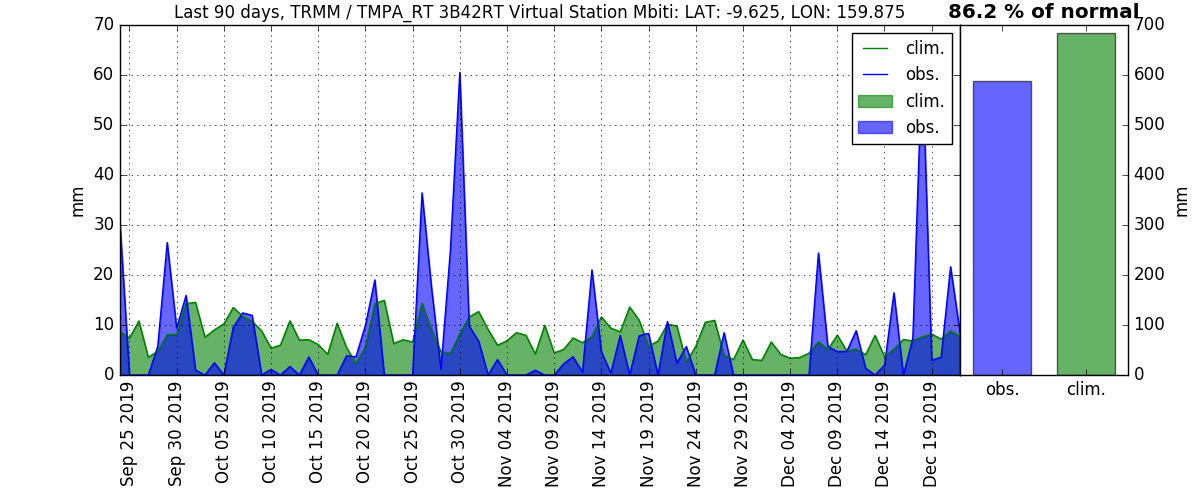 Last 90 days, TRMM / TMPA_RT 3B42RT Virtual Station Mbiti: LAT: -9.625, LON: 159.875
86.2 % of normal
70
60
50
40
30
20
10
0
mm
clim.
obs.
clim.
obs.
700
600
500
400
300
200
100
0
mm
obs.
clim.
Sep 25 2019
Sep 30 2019
Oct 05 2019
Oct 10 2019
Oct 15 2019
Oct 20 2019
Oct 25 2019
Oct 30 2019
Nov 04 2019
Nov 09 2019
Nov 14 2019
Nov 19 2019
Nov 24 2019
Nov 29 2019
Dec 04 2019
Dec 09 2019
Dec 14 2019
Dec 19 2019